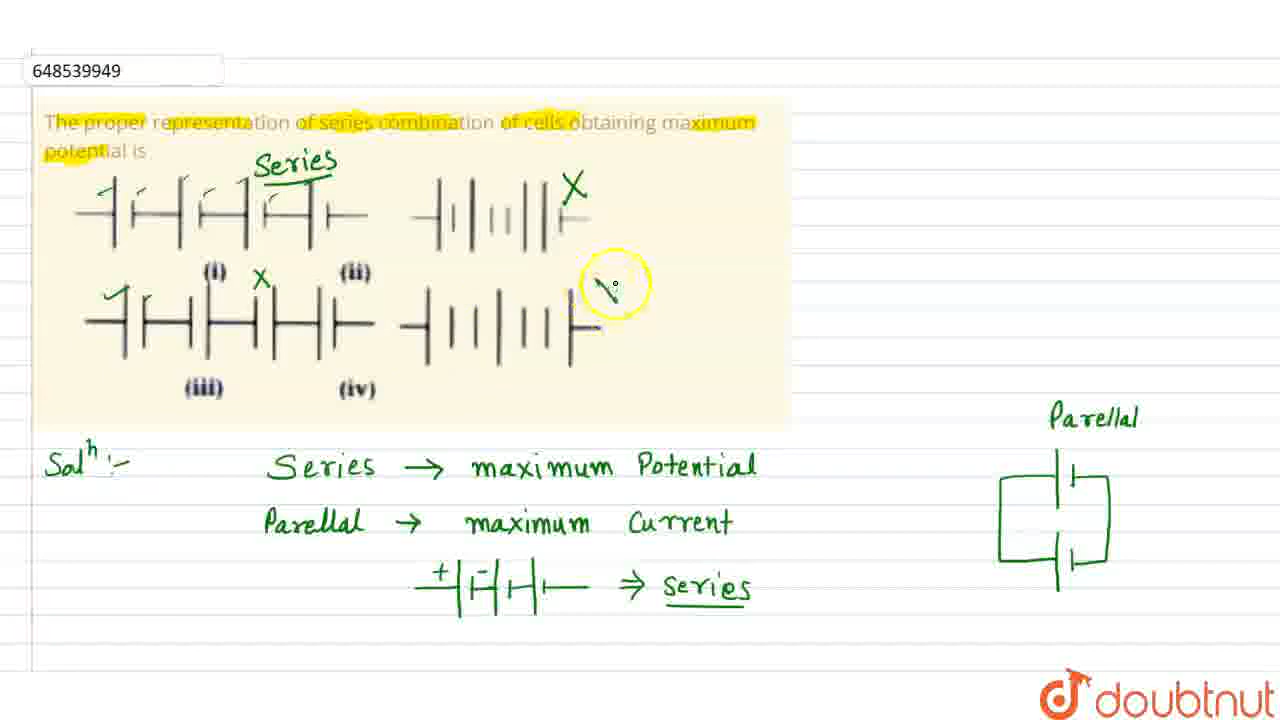 648539949
The proper representation of series combination of cells obtaining maximum
potential is
Series
X
(i) (ii)
X
(iii) (iv)
Parellal
Solⁿ :-
Series → maximum Potential
Parellal → maximum Current
+ - ⇒ series
doubtnut